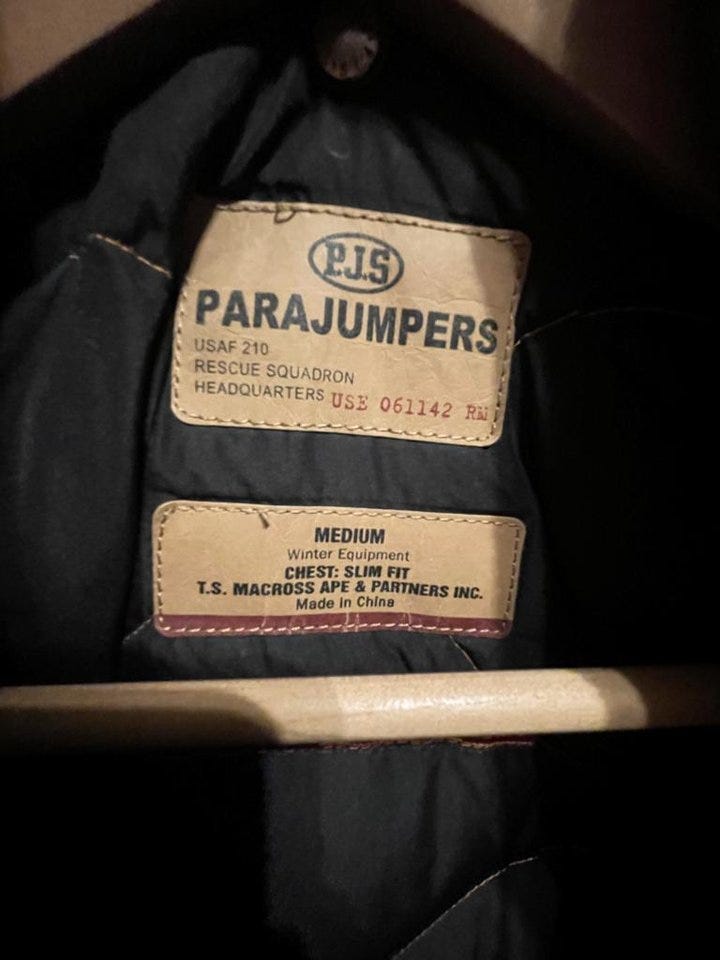 P.J.S
PARAJUMPERS
USAF 210
RESCUE SQUADRON
HEADQUARTERS USE 061142 RM
MEDIUM
Winter Equipment
CHEST: SLIM FIT
T.S. MACROSS APE & PARTNERS INC.
Made in China